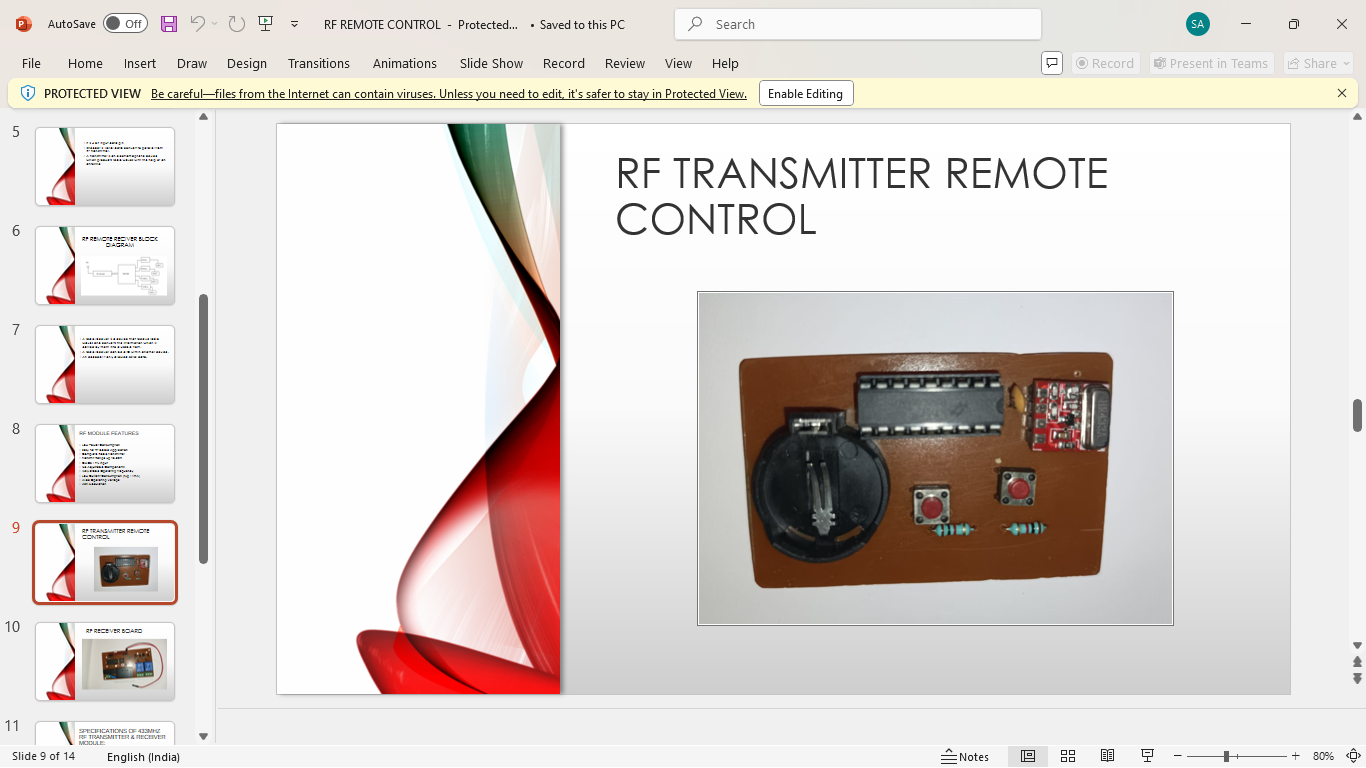 AutoSave Off
RF REMOTE CONTROL - Protected... • Saved to this PC
Search
SA
File Home Insert Draw Design Transitions Animations Slide Show Record Review View Help
Record Present in Teams Share
PROTECTED VIEW Be careful—files from the Internet can contain viruses. Unless you need to edit, it's safer to stay in Protected View. Enable Editing
5
6
RF REMOTE RECIVER BLOCK
DIAGRAM
7
8
RF MODULE FEATURES
9
RF TRANSMITTER REMOTE
CONTROL
10
RF RECEIVER BOARD
11
SPECIFICATIONS OF 433MHZ
RF TRANSMITTER & RECEIVER
MODULE:
RF TRANSMITTER REMOTE
CONTROL
Slide 9 of 14 English (India) Notes 80%